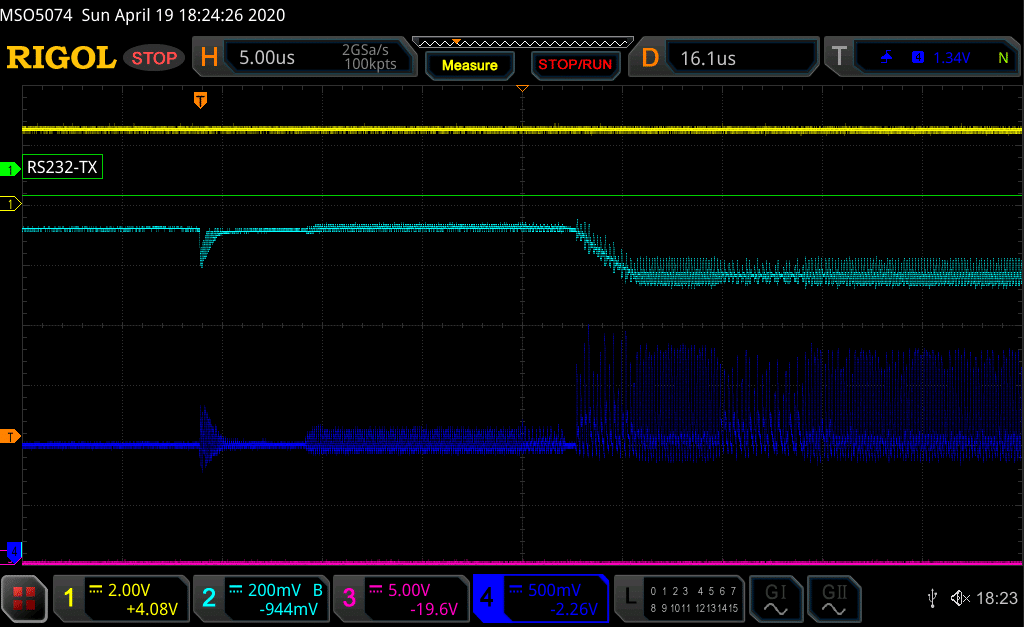 MSO5074 Sun April 19 18:24:26 2020
RIGOL STOP H 5.00us 2GSa/s 100kpts Measure STOP/RUN D 16.1us T 1.34V N
T
1 RS232-TX
1
T
1 2.00V +4.08V 2 200mV B -944mV 3 5.00V -19.6V 4 500mV -2.26V L 0 1 2 3 4 5 6 7 8 9 10 11 12 13 14 15 GI GII 18:23